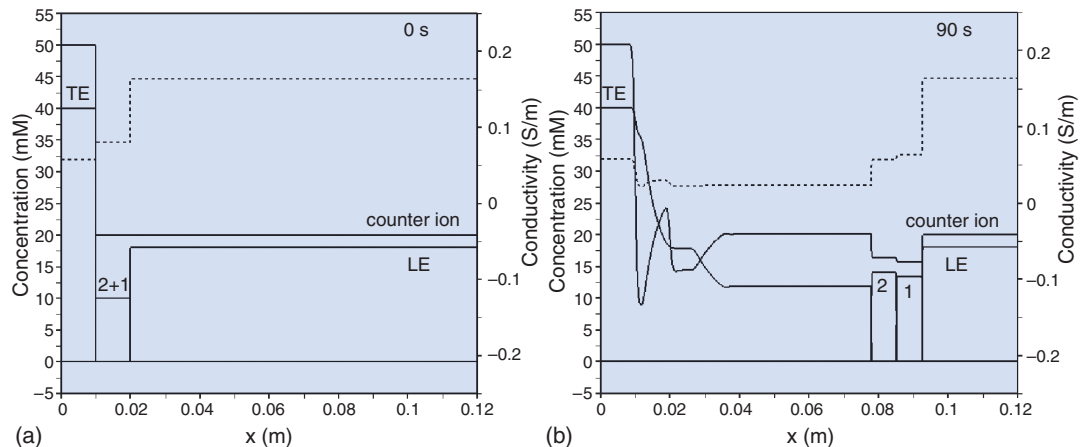 55
50
45
40
35
30
25
20
15
10
5
0
−5
Concentration (mM)
0 s
TE
2+1
counter ion
LE
0.2
0.1
0
−0.1
−0.2
Conductivity (S/m)
0 0.02 0.04 0.06 0.08 0.1 0.12
x (m)
(a)
55
50
45
40
35
30
25
20
15
10
5
0
−5
Concentration (mM)
90 s
TE
counter ion
LE
2
1
0.2
0.1
0
−0.1
−0.2
Conductivity (S/m)
0 0.02 0.04 0.06 0.08 0.1 0.12
x (m)
(b)